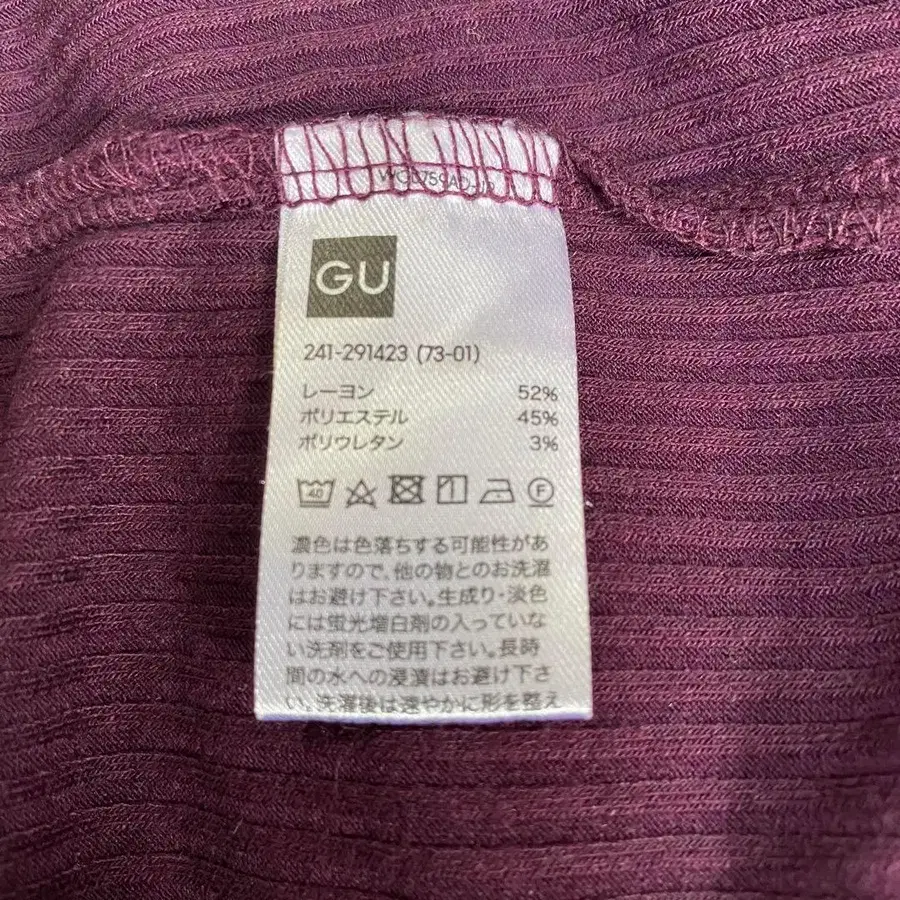 GU
241-291423 (73-01)
レーヨン 52%
ポリエステル 45%
ポリウレタン 3%
40 F
濃色は色落ちする可能性があ
りますので、他の物とのお洗濯
はお避け下さい。生成り・淡色
には蛍光増白剤の入っていな
い洗剤をご使用下さい。長時
間の水への浸漬はお避け下さ
い。洗濯後は速やかに形を整え